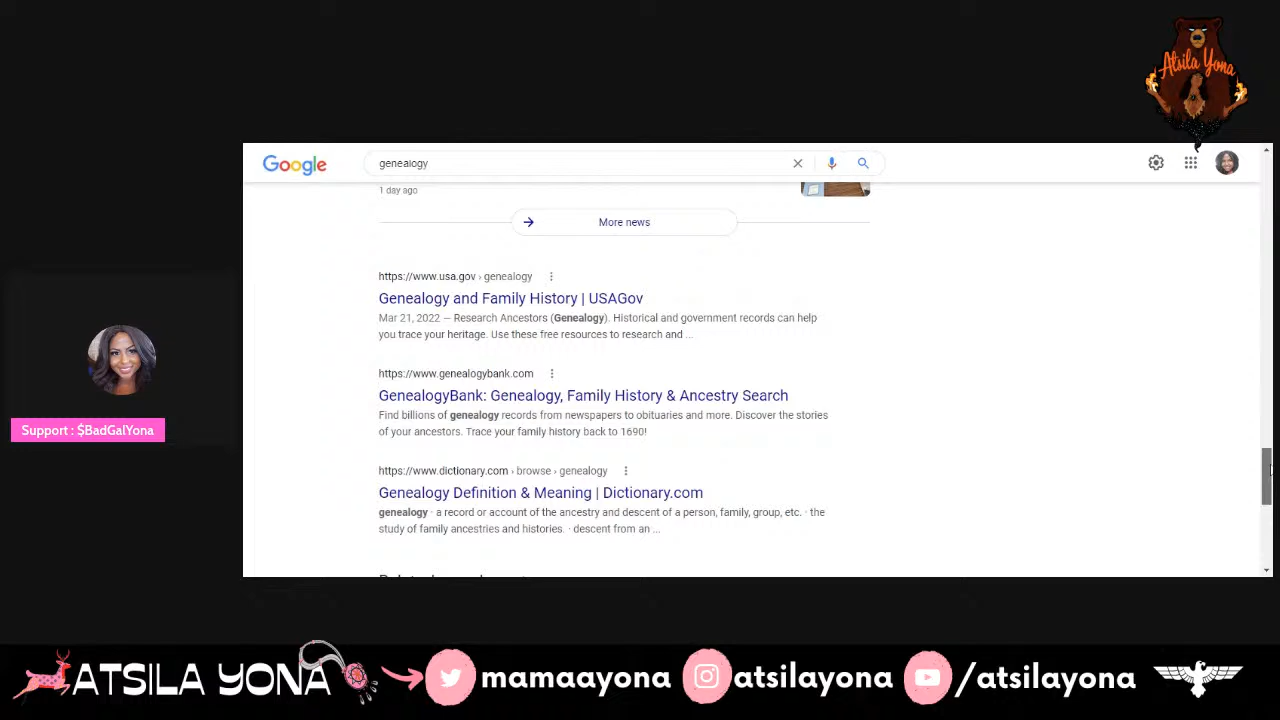 Atsila Yona
Google
genealogy
1 day ago
More news
https://www.usa.gov › genealogy
Genealogy and Family History | USAGov
Mar 21, 2022 — Research Ancestors (Genealogy). Historical and government records can help
you trace your heritage. Use these free resources to research and ...
https://www.genealogybank.com
GenealogyBank: Genealogy, Family History & Ancestry Search
Find billions of genealogy records from newspapers to obituaries and more. Discover the stories
of your ancestors. Trace your family history back to 1690!
https://www.dictionary.com › browse › genealogy
Genealogy Definition & Meaning | Dictionary.com
genealogy · a record or account of the ancestry and descent of a person, family, group, etc. · the
study of family ancestries and histories. · descent from an ...
Support : $BadGalYona
ATSILA YONA mamaayona atsilayona /atsilayona